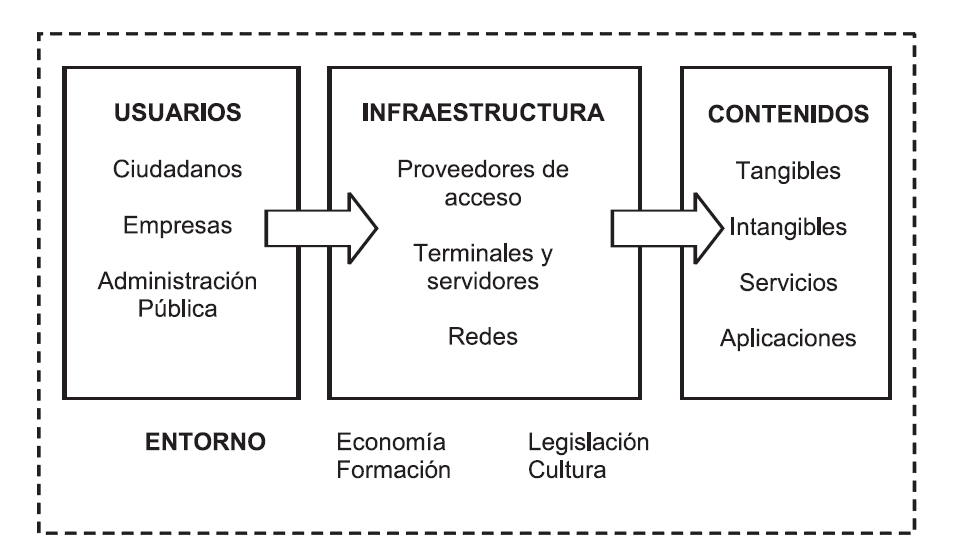 USUARIOS
Ciudadanos
Empresas
Administración
Pública
INFRAESTRUCTURA
Proveedores de
acceso
Terminales y
servidores
Redes
CONTENIDOS
Tangibles
Intangibles
Servicios
Aplicaciones
ENTORNO
Economía
Formación
Legislación
Cultura